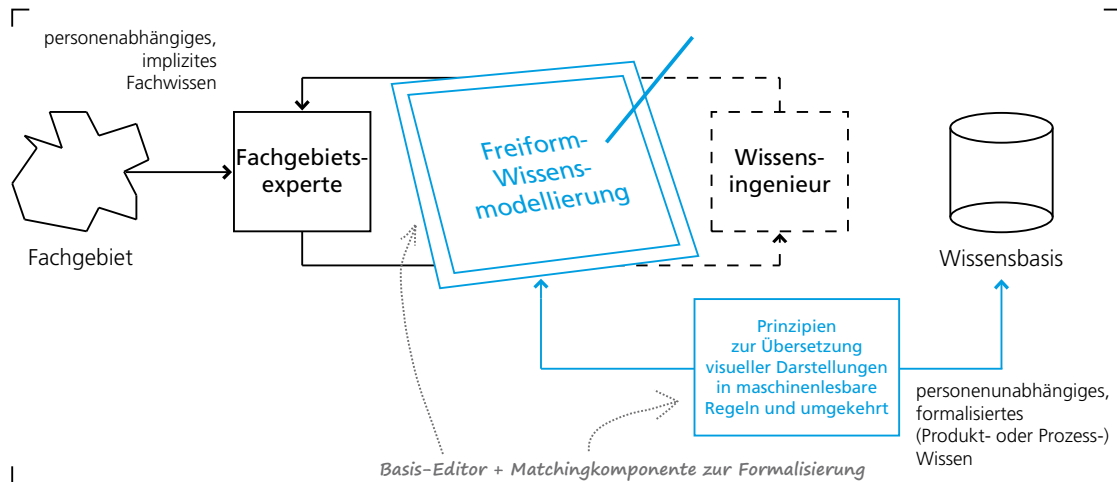 personenabhängiges,
implizites
Fachwissen
Fachgebiet
Fachgebiets-
experte
Freiform-
Wissens-
modellierung
Wissens-
ingenieur
Wissensbasis
Prinzipien
zur Übersetzung
visueller Darstellungen
in maschinenlesbare
Regeln und umgekehrt
personenunabhängiges,
formalisiertes
(Produkt- oder Prozess-)
Wissen
Basis-Editor + Matchingkomponente zur Formalisierung